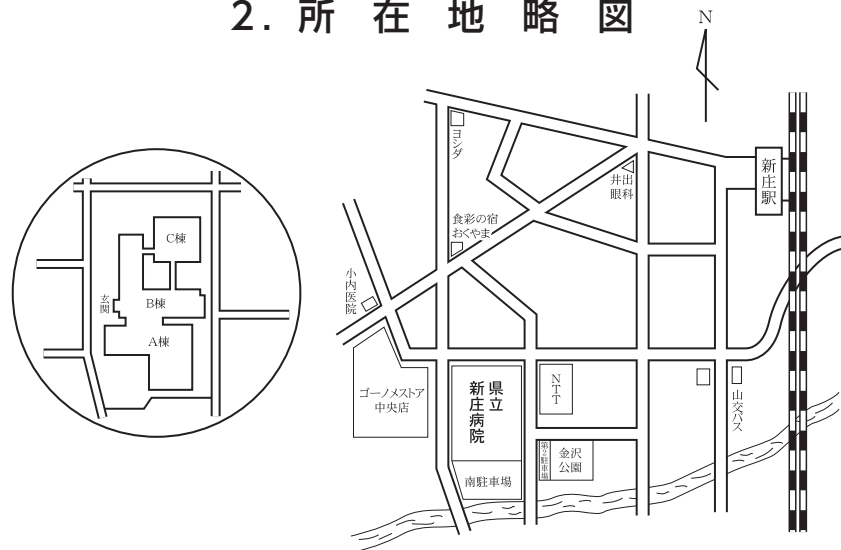 2. 所在地略図
N
ヨシダ
新庄駅
井出
眼科
食彩の宿
おくやま
小内医院
C棟
玄関
B棟
A棟
ゴーノメストア
中央店
県立
新庄病院
NTT
山交バス
第2駐車場
金沢
公園
南駐車場